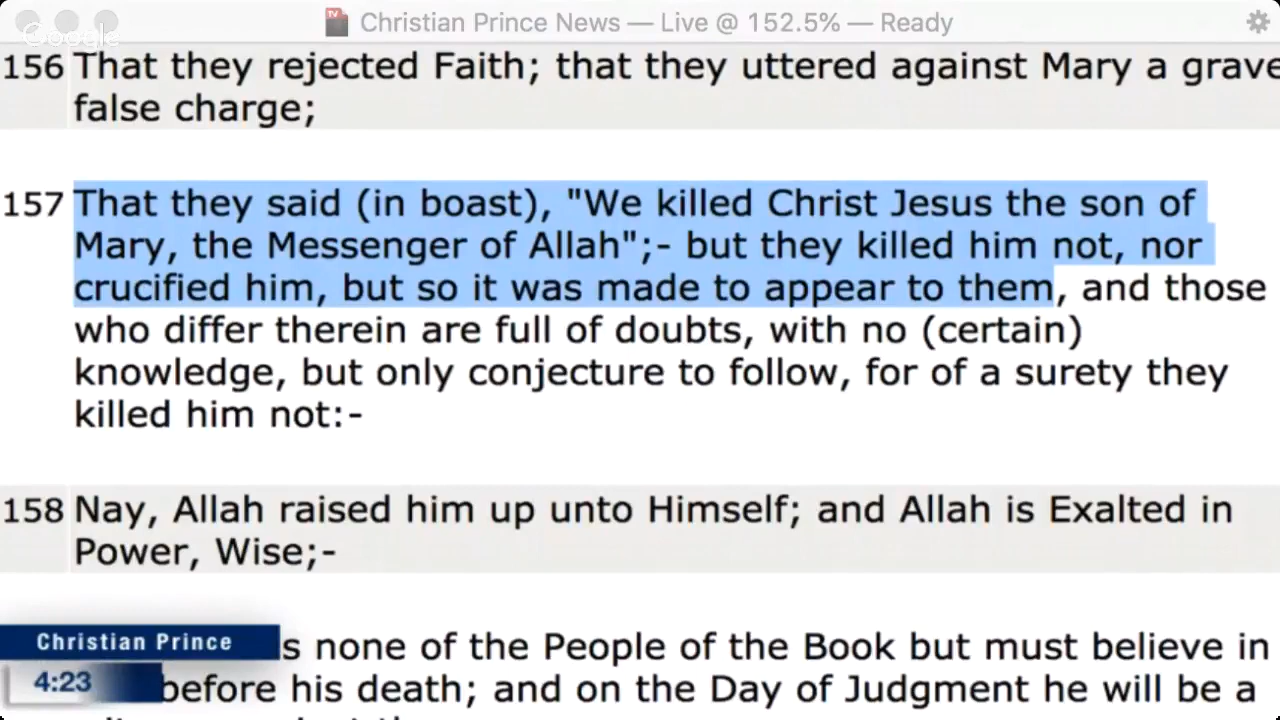 Christian Prince News — Live @ 152.5% — Ready
Google
156 That they rejected Faith; that they uttered against Mary a grave
false charge;
157 That they said (in boast), "We killed Christ Jesus the son of
Mary, the Messenger of Allah";- but they killed him not, nor
crucified him, but so it was made to appear to them, and those
who differ therein are full of doubts, with no (certain)
knowledge, but only conjecture to follow, for of a surety they
killed him not:-
158 Nay, Allah raised him up unto Himself; and Allah is Exalted in
Power, Wise;-
Christian Prince
s none of the People of the Book but must believe in
4:23
before his death; and on the Day of Judgment he will be a